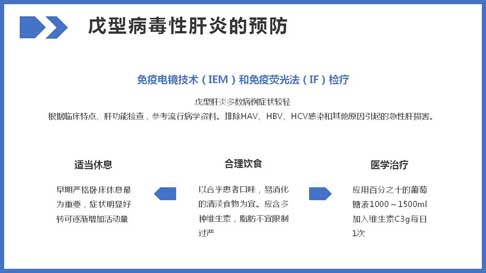 戊型病毒性肝炎的预防
免疫电镜技术（IEM）和免疫荧光法（IF）检疗
戊型肝炎多数病例症状较轻
根据临床特点、肝功能检查，参考流行病学资料。排除HAV、HBV、HCV感染和其他原因引起的急性肝损害。
适当休息
早期严格卧床休息最
为重要，症状明显好
转可逐渐增加活动量
合理饮食
以合乎患者口味，易消化
的清淡食物为宜。应含多
种维生素，脂肪不宜限制
过严
医学治疗
应用百分之十的葡萄
糖液1000～1500ml
加入维生素C3g每日
1次